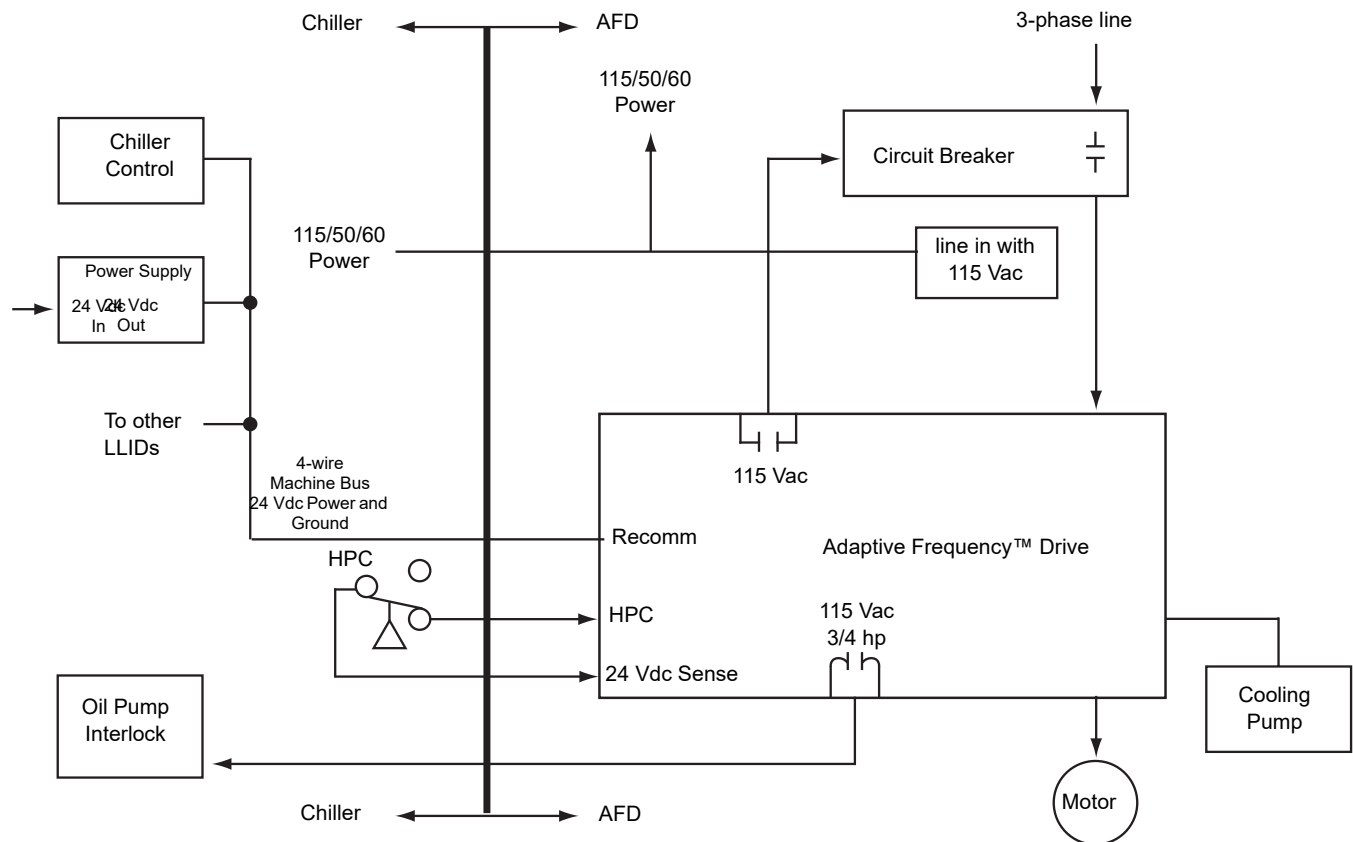 Chiller
AFD
3-phase line
115/50/60
Power
Chiller
Control
Circuit Breaker
115/50/60
Power
line in with
115 Vac
Power Supply
24 Vdc
In
24 Vdc
Out
To other
LLIDs
4-wire
Machine Bus
24 Vdc Power and
Ground
115 Vac
Recomm
Adaptive Frequency™ Drive
HPC
HPC
115 Vac
3/4 hp
24 Vdc Sense
Oil Pump
Interlock
Cooling
Pump
Motor
Chiller
AFD